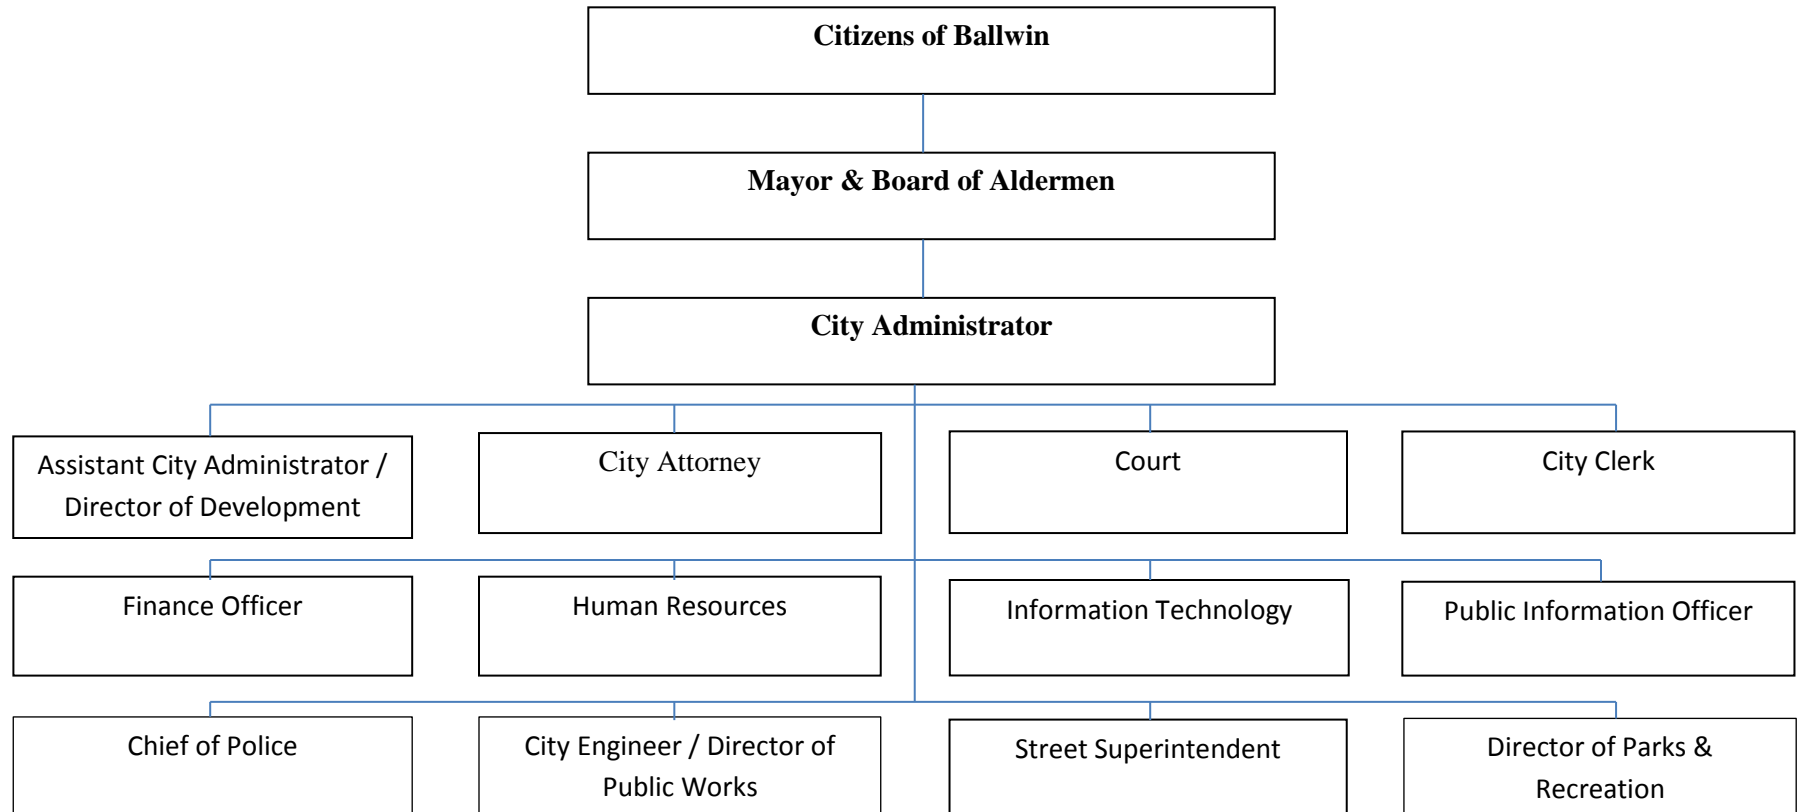 Citizens of Ballwin
Mayor & Board of Aldermen
City Administrator
Assistant City Administrator /
Director of Development
City Attorney
Court
City Clerk
Finance Officer
Human Resources
Information Technology
Public Information Officer
Chief of Police
City Engineer / Director of
Public Works
Street Superintendent
Director of Parks &
Recreation